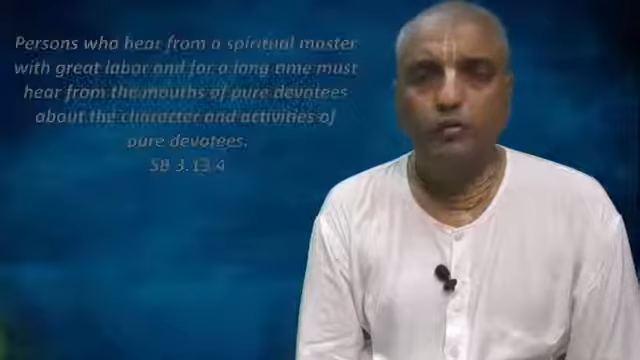 Persons who hear from a spiritual master
with great labor and for a long time must
hear from the mouths of pure devotees
about the character and activities of
pure devotees.
SB 3.13.4